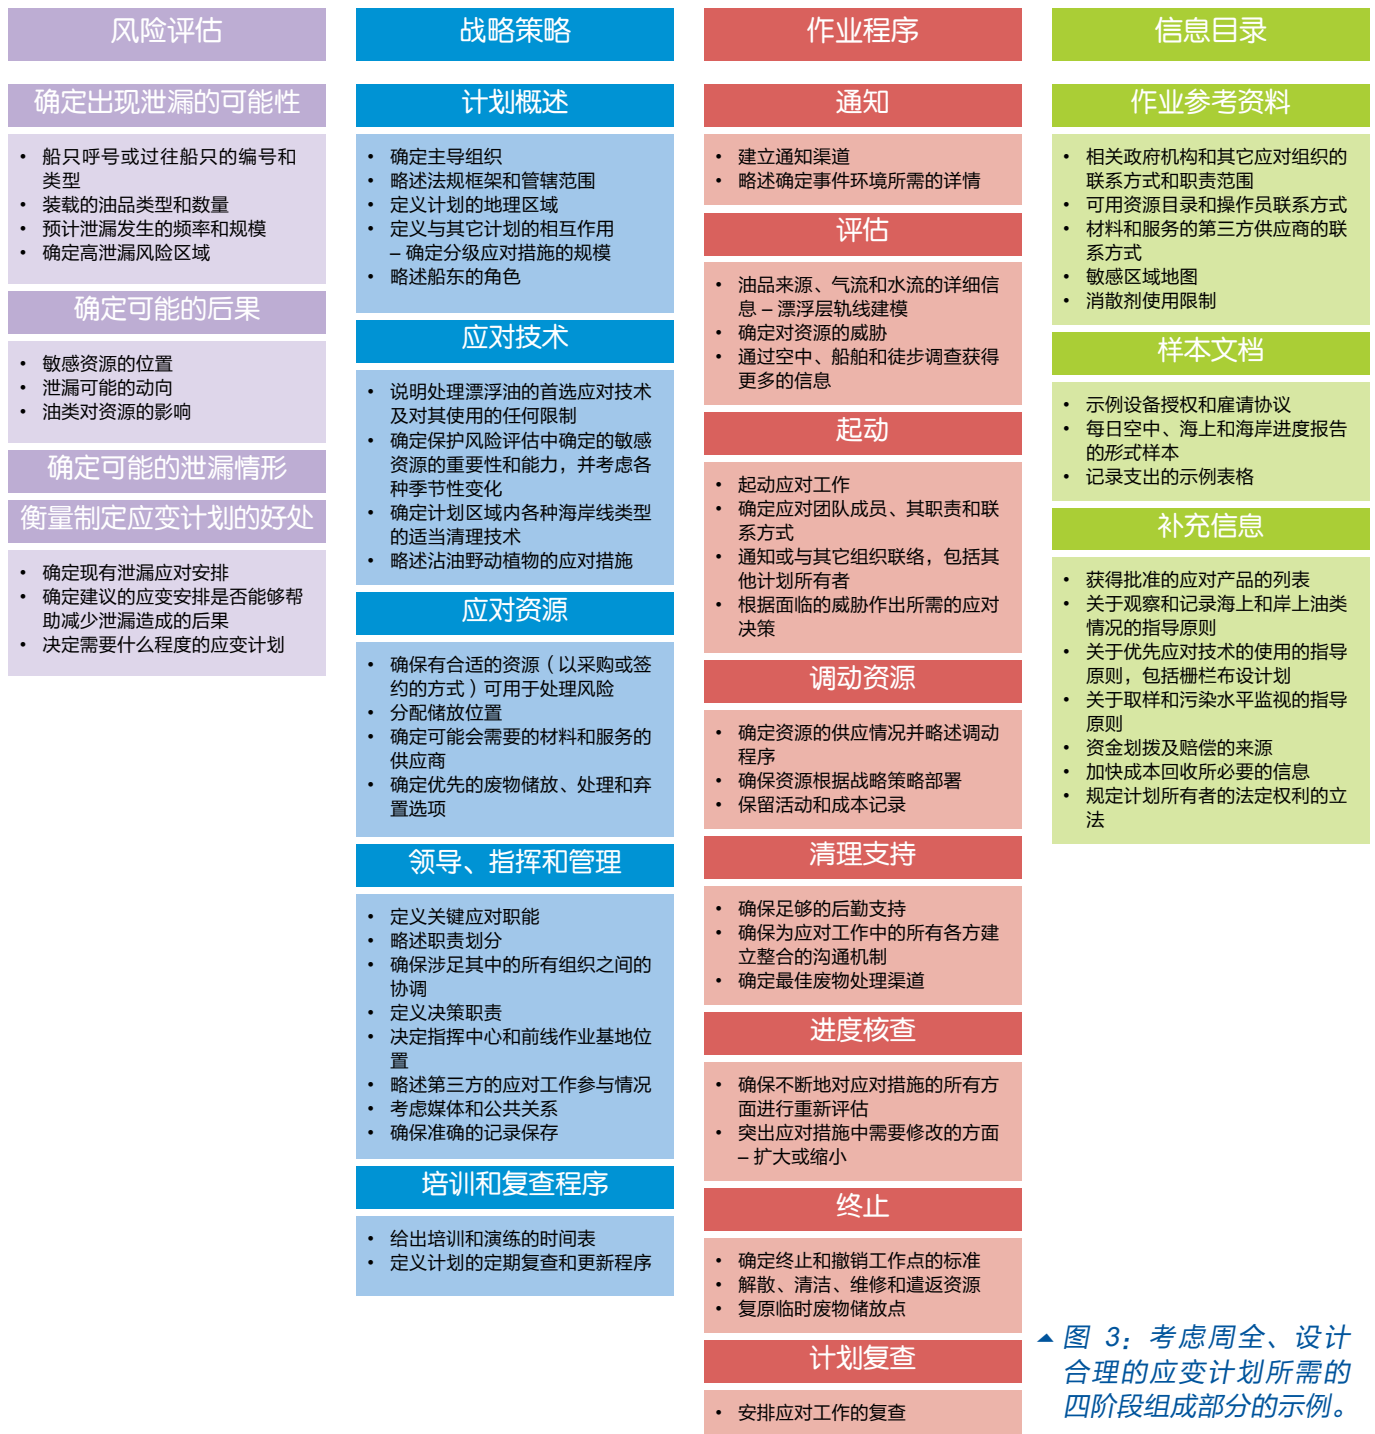 风险评估
确定出现泄漏的可能性
• 船只呼号或过往船只的编号和
类型
• 装载的油品类型和数量
• 预计泄漏发生的频率和规模
• 确定高泄漏风险区域
确定可能的后果
• 敏感资源的位置
• 泄漏可能的动向
• 油类对资源的影响
确定可能的泄漏情形
衡量制定应变计划的好处
• 确定现有泄漏应对安排
• 确定建议的应变安排是否能够帮
助减少泄漏造成的后果
• 决定需要什么程度的应变计划
战略策略
计划概述
• 确定主导组织
• 略述法规框架和管辖范围
• 定义计划的地理区域
• 定义与其它计划的相互作用
– 确定分级应对措施的规模
• 略述船东的角色
应对技术
• 说明处理漂浮油的首选应对技术
及对其使用的任何限制
• 确定保护风险评估中确定的敏感
资源的重要性和能力，并考虑各
种季节性变化
• 确定计划区域内各种海岸线类型
的适当清理技术
• 略述沾油野动植物的应对措施
应对资源
• 确保有合适的资源（以采购或签
约的方式）可用于处理风险
• 分配储放位置
• 确定可能会需要的材料和服务的
供应商
• 确定优先的废物储放、处理和弃
置选项
领导、指挥和管理
• 定义关键应对职能
• 略述职责划分
• 确保涉足其中的所有组织之间的
协调
• 定义决策职责
• 决定指挥中心和前线作业基地位
置
• 略述第三方的应对工作参与情况
• 考虑媒体和公共关系
• 确保准确的记录保存
培训和复查程序
• 给出培训和演练的时间表
• 定义计划的定期复查和更新程序
作业程序
通知
• 建立通知渠道
• 略述确定事件环境所需的详情
评估
• 油品来源、气流和水流的详细信
息 – 漂浮层轨线建模
• 确定对资源的威胁
• 通过空中、船舶和徒步调查获得
更多的信息
起动
• 起动应对工作
• 确定应对团队成员、其职责和联
系方式
• 通知或与其它组织联络，包括其
他计划所有者
• 根据面临的威胁作出所需的应对
决策
调动资源
• 确定资源的供应情况并略述调动
程序
• 确保资源根据战略策略部署
• 保留活动和成本记录
清理支持
• 确保足够的后勤支持
• 确保为应对工作中的所有各方建
立整合的沟通机制
• 确定最佳废物处理渠道
进度核查
• 确保不断地对应对措施的所有方
面进行重新评估
• 突出应对措施中需要修改的方面
– 扩大或缩小
终止
• 确定终止和撤销工作点的标准
• 解散、清洁、维修和遣返资源
• 复原临时废物储放点
计划复查
• 安排应对工作的复查
信息目录
作业参考资料
• 相关政府机构和其它应对组织的
联系方式和职责范围
• 可用资源目录和操作员联系方式
• 材料和服务的第三方供应商的联
系方式
• 敏感区域地图
• 消散剂使用限制
样本文档
• 示例设备授权和雇请协议
• 每日空中、海上和海岸进度报告
的形式样本
• 记录支出的示例表格
补充信息
• 获得批准的应对产品的列表
• 关于观察和记录海上和岸上油类
情况的指导原则
• 关于优先应对技术的使用的指导
原则，包括栅栏布设计划
• 关于取样和污染水平监视的指导
原则
• 资金划拨及赔偿的来源
• 加快成本回收所必要的信息
• 规定计划所有者的法定权利的立
法
图 3：考虑周全、设计
合理的应变计划所需的
四阶段组成部分的示例。